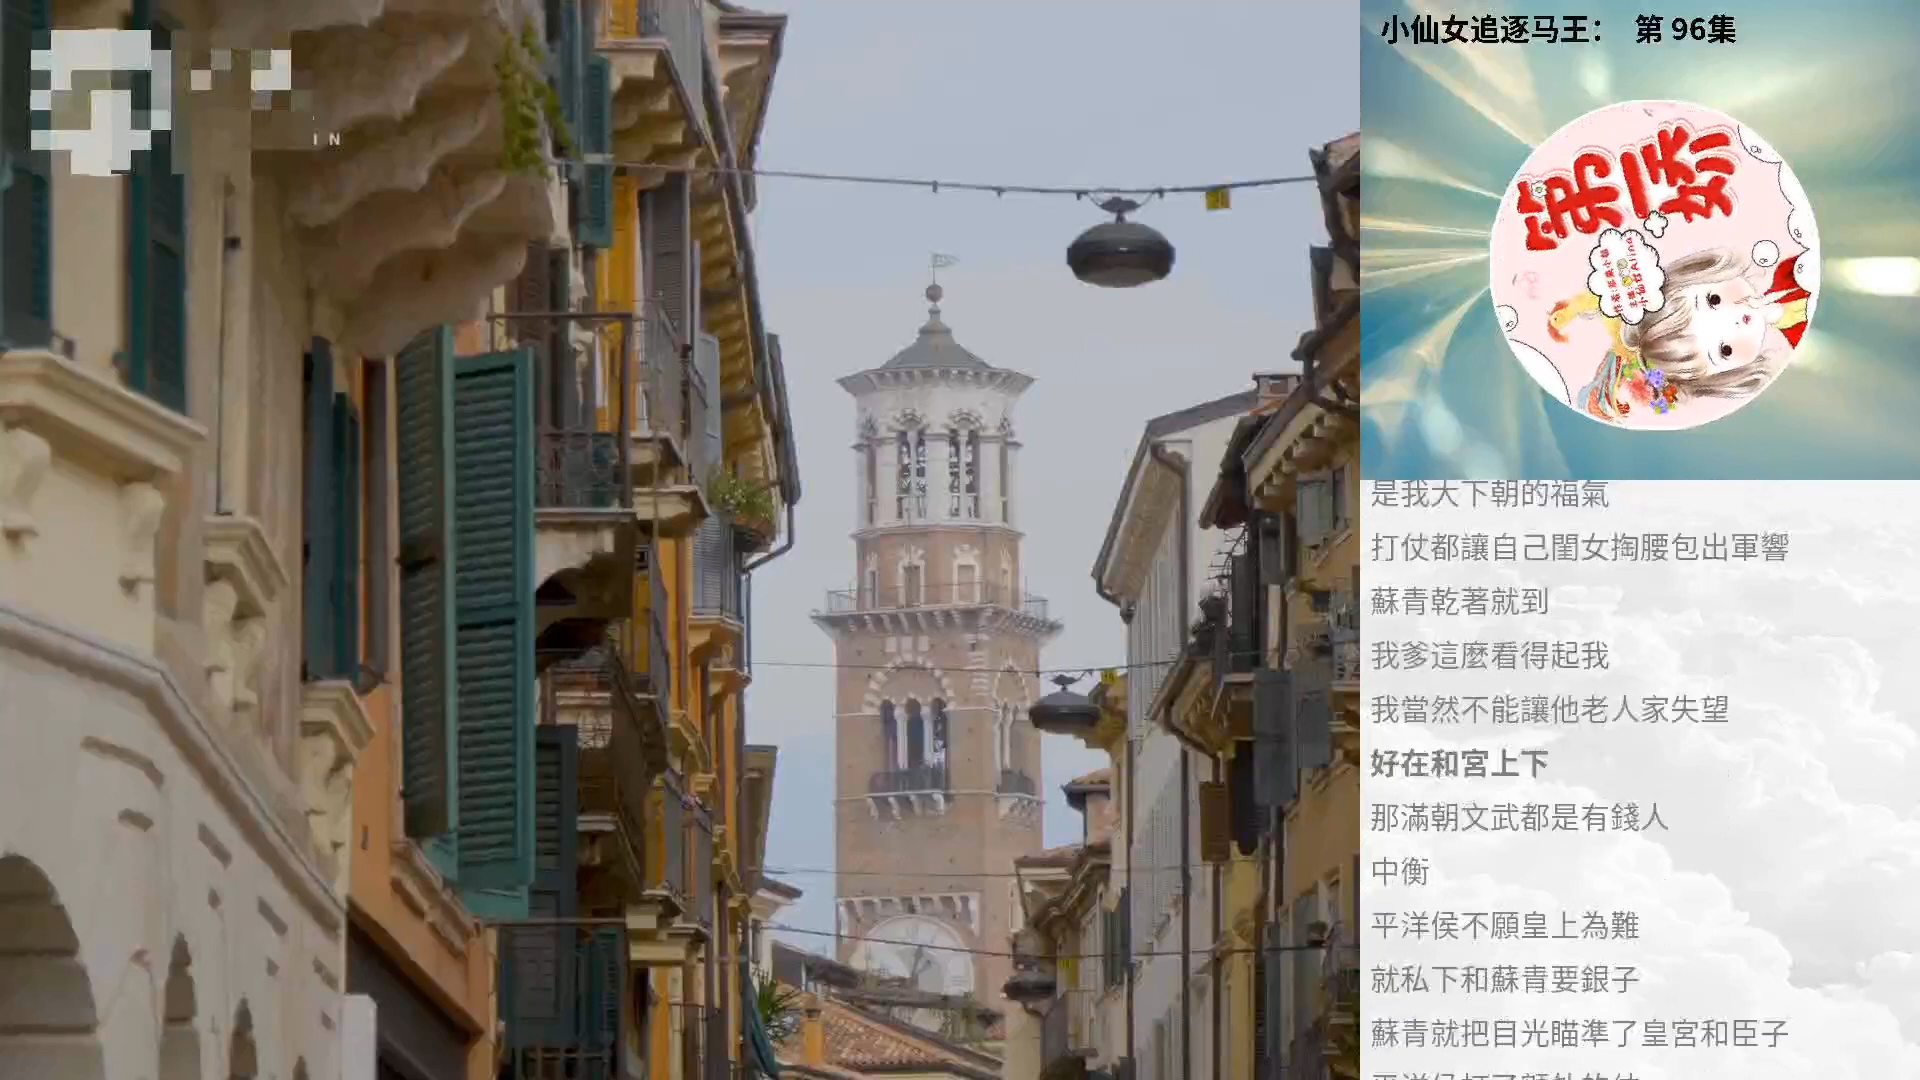 IN
小仙女追逐马王： 第 96集
第一娇
是我大下朝的福氣
打仗都讓自己閨女掏腰包出軍響
蘇青乾著就到
我爹這麼看得起我
我當然不能讓他老人家失望
好在和宮上下
那滿朝文武都是有錢人
中衡
平洋侯不願皇上為難
就私下和蘇青要銀子
蘇青就把目光瞄準了皇宮和臣子